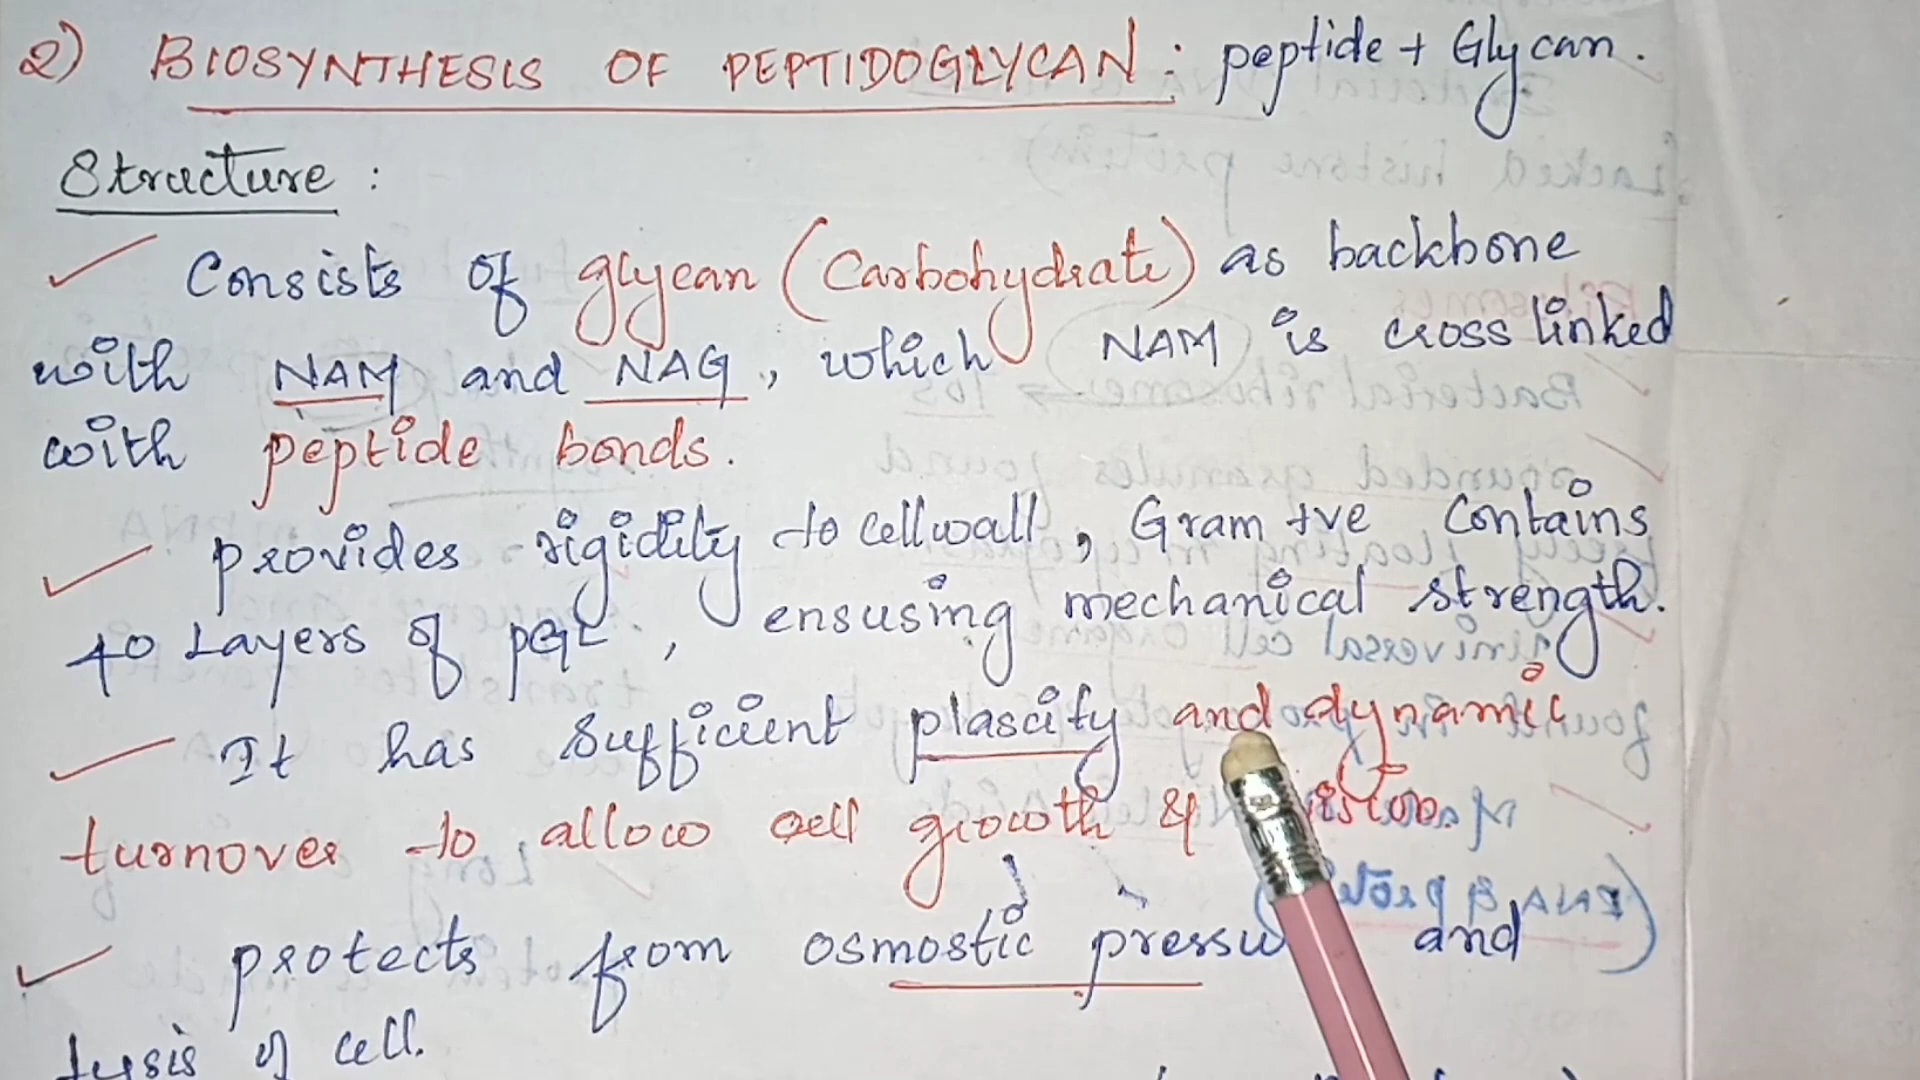 2) BIOSYNTHESIS OF PEPTIDOGLYCAN: peptide + Glycan.
Structure:
Consists of glycan (Carbohydrate) as backbone
with NAM and NAG, which NAM is cross linked
with peptide bonds.
provides rigidity to cellwall, Gram +ve contains
40 Layers of PGL, ensusing mechanical strength.
It has sufficient plascity and dynamic
turnover to allow cell growth &
protects from osmostic pressu and
lysis of cell.